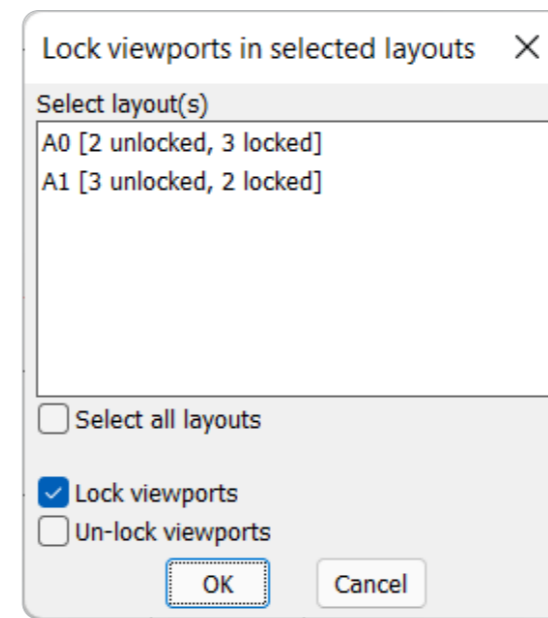 Lock viewports in selected layouts
Select layout(s)
A0 [2 unlocked, 3 locked]
A1 [3 unlocked, 2 locked]
Select all layouts
Lock viewports
Un-lock viewports
OK Cancel